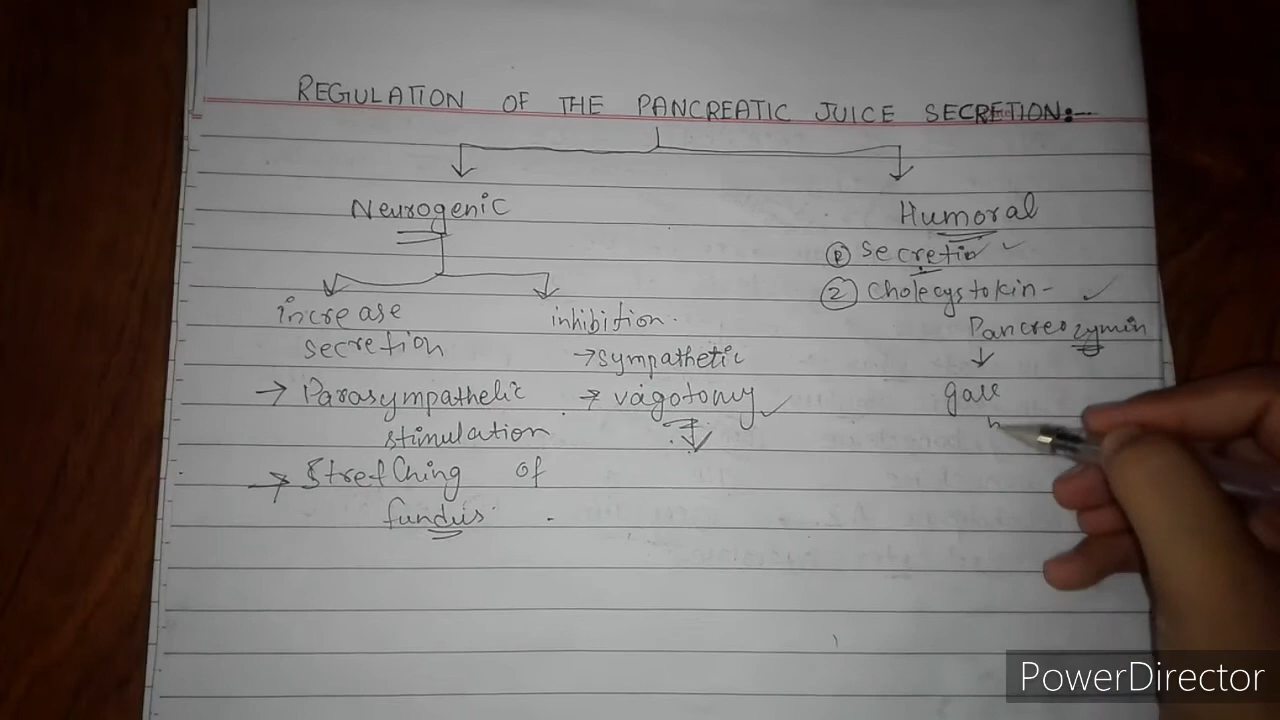 REGULATION OF THE PANCREATIC JUICE SECRETION:--
Neurogenic
increase
secretion
→ Parasympathetic
stimulation
→ Stretching of
fundus.
inhibition.
→ sympathetic
→ vagotomy ✓
Humoral
① secretin ✓
② Cholecystokin- ✓
Pancreozymin
gall
PowerDirector